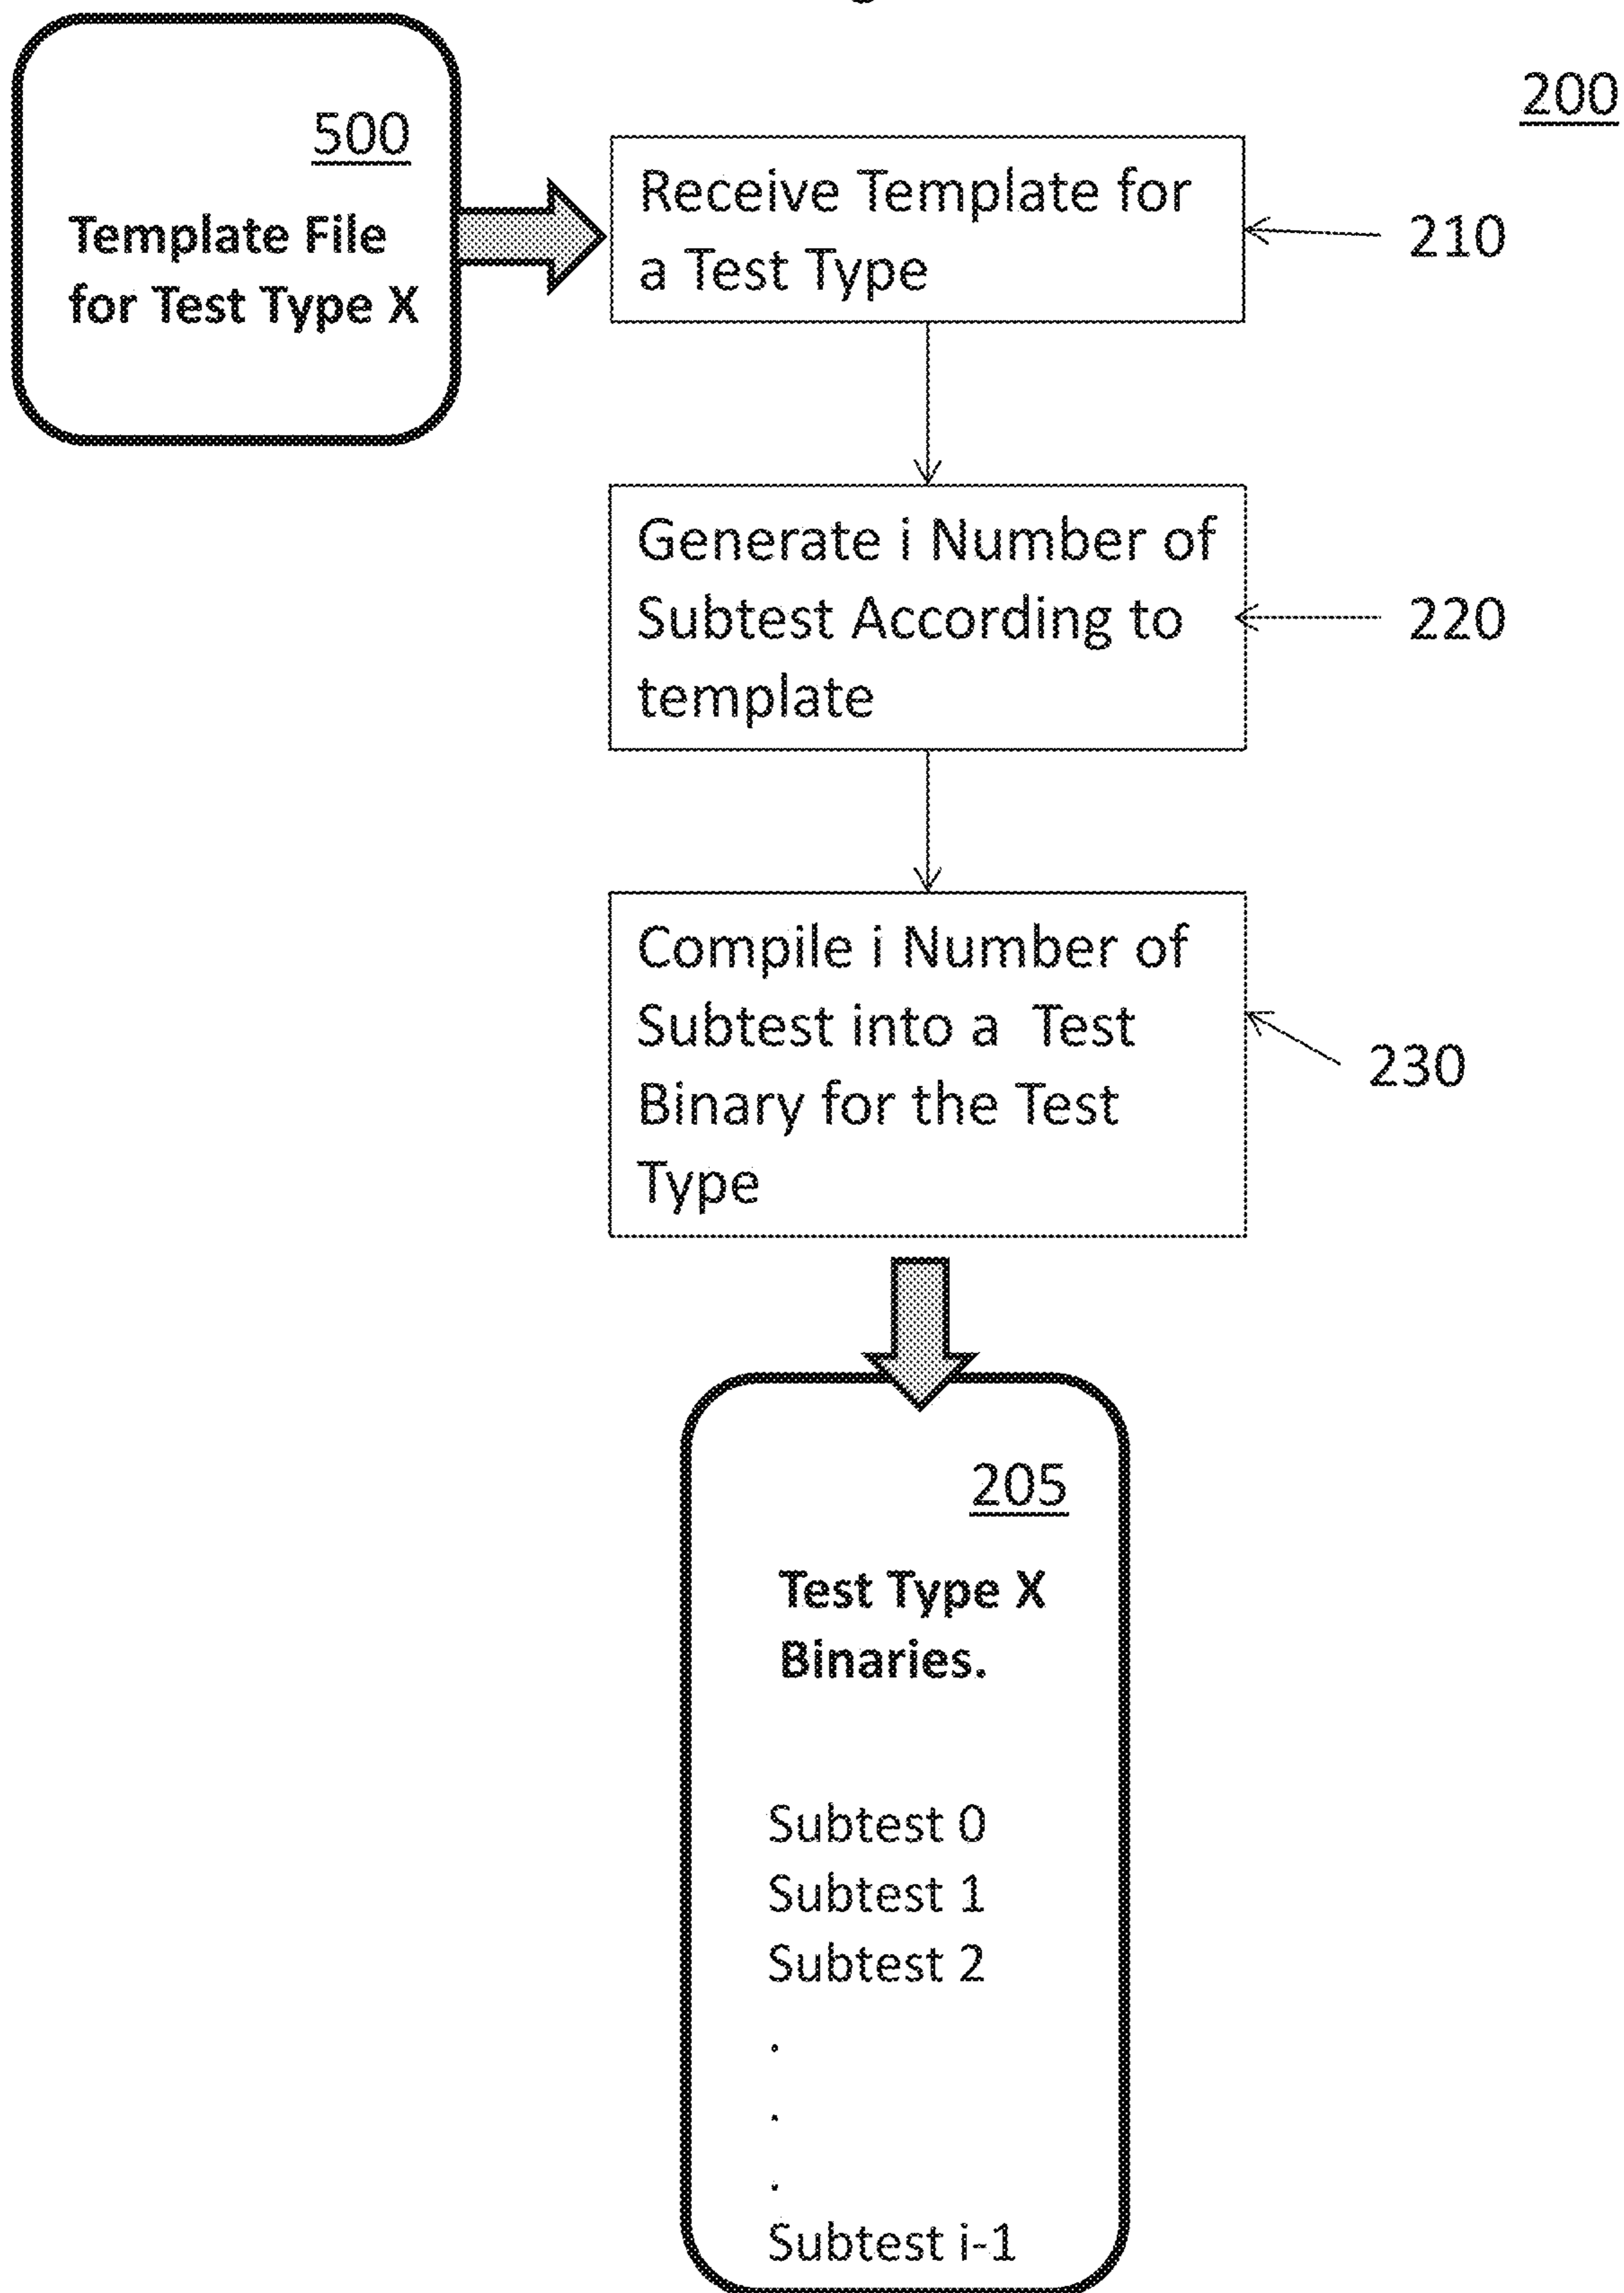 200
500
Template File
for Test Type X
Receive Template for
a Test Type
210
Generate i Number of
Subtest According to
template
220
Compile i Number of
Subtest into a Test
Binary for the Test
Type
230
205
Test Type X
Binaries.
Subtest 0
Subtest 1
Subtest 2
.
.
.
Subtest i-1